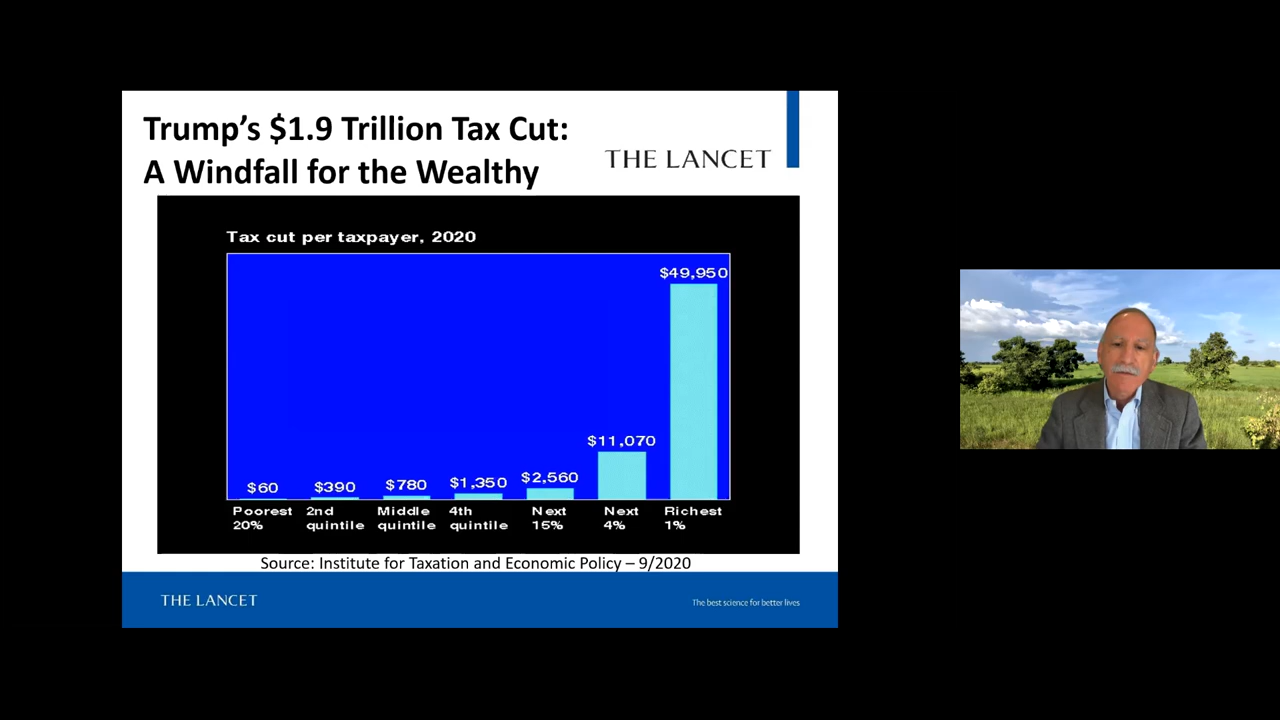 Trump’s $1.9 Trillion Tax Cut:
A Windfall for the Wealthy
THE LANCET
Tax cut per taxpayer, 2020
$60
$390
$780
$1,350
$2,560
$11,070
$49,950
Poorest
20%
2nd
quintile
Middle
quintile
4th
quintile
Next
15%
Next
4%
Richest
1%
Source: Institute for Taxation and Economic Policy – 9/2020
THE LANCET
The best science for better lives